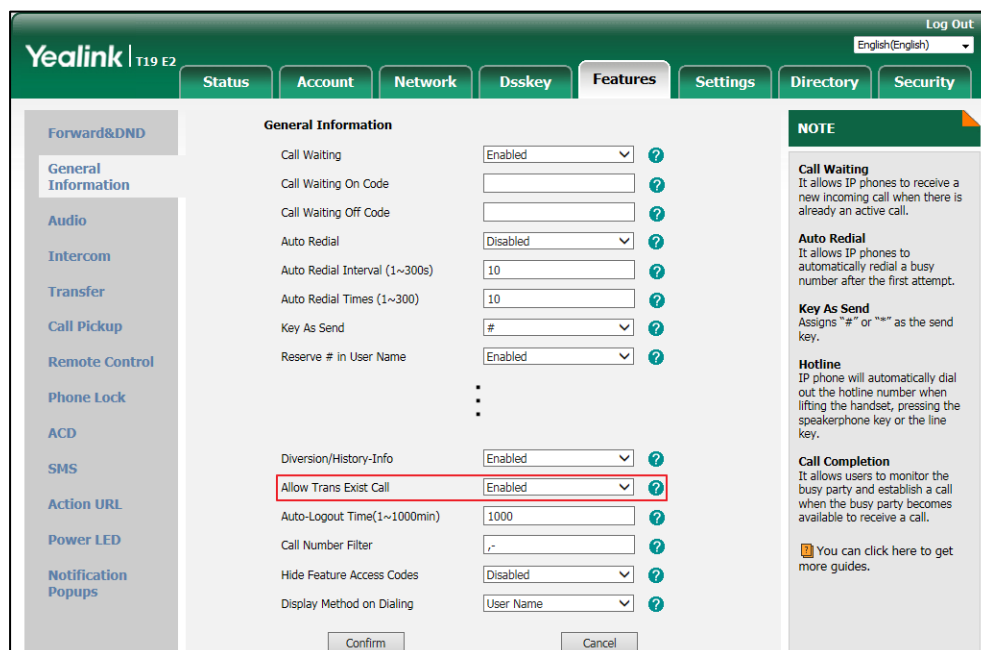 Log Out
English(English)
Yealink T19 E2
Status Account Network Dsskey Features Settings Directory Security
Forward&DND
General
Information
Audio
Intercom
Transfer
Call Pickup
Remote Control
Phone Lock
ACD
SMS
Action URL
Power LED
Notification
Popups
General Information
Call Waiting Enabled ?
Call Waiting On Code ?
Call Waiting Off Code ?
Auto Redial Disabled ?
Auto Redial Interval (1~300s) 10 ?
Auto Redial Times (1~300) 10 ?
Key As Send # ?
Reserve # in User Name Enabled ?
Diversion/History-Info Enabled ?
Allow Trans Exist Call Enabled ?
Auto-Logout Time(1~1000min) 1000 ?
Call Number Filter ,- ?
Hide Feature Access Codes Disabled ?
Display Method on Dialing User Name ?
Confirm Cancel
NOTE
Call Waiting
It allows IP phones to receive a
new incoming call when there is
already an active call.
Auto Redial
It allows IP phones to
automatically redial a busy
number after the first attempt.
Key As Send
Assigns "#" or "*" as the send
key.
Hotline
IP phone will automatically dial
out the hotline number when
lifting the handset, pressing the
speakerphone key or the line
key.
Call Completion
It allows users to monitor the
busy party and establish a call
when the busy party becomes
available to receive a call.
? You can click here to get
more guides.